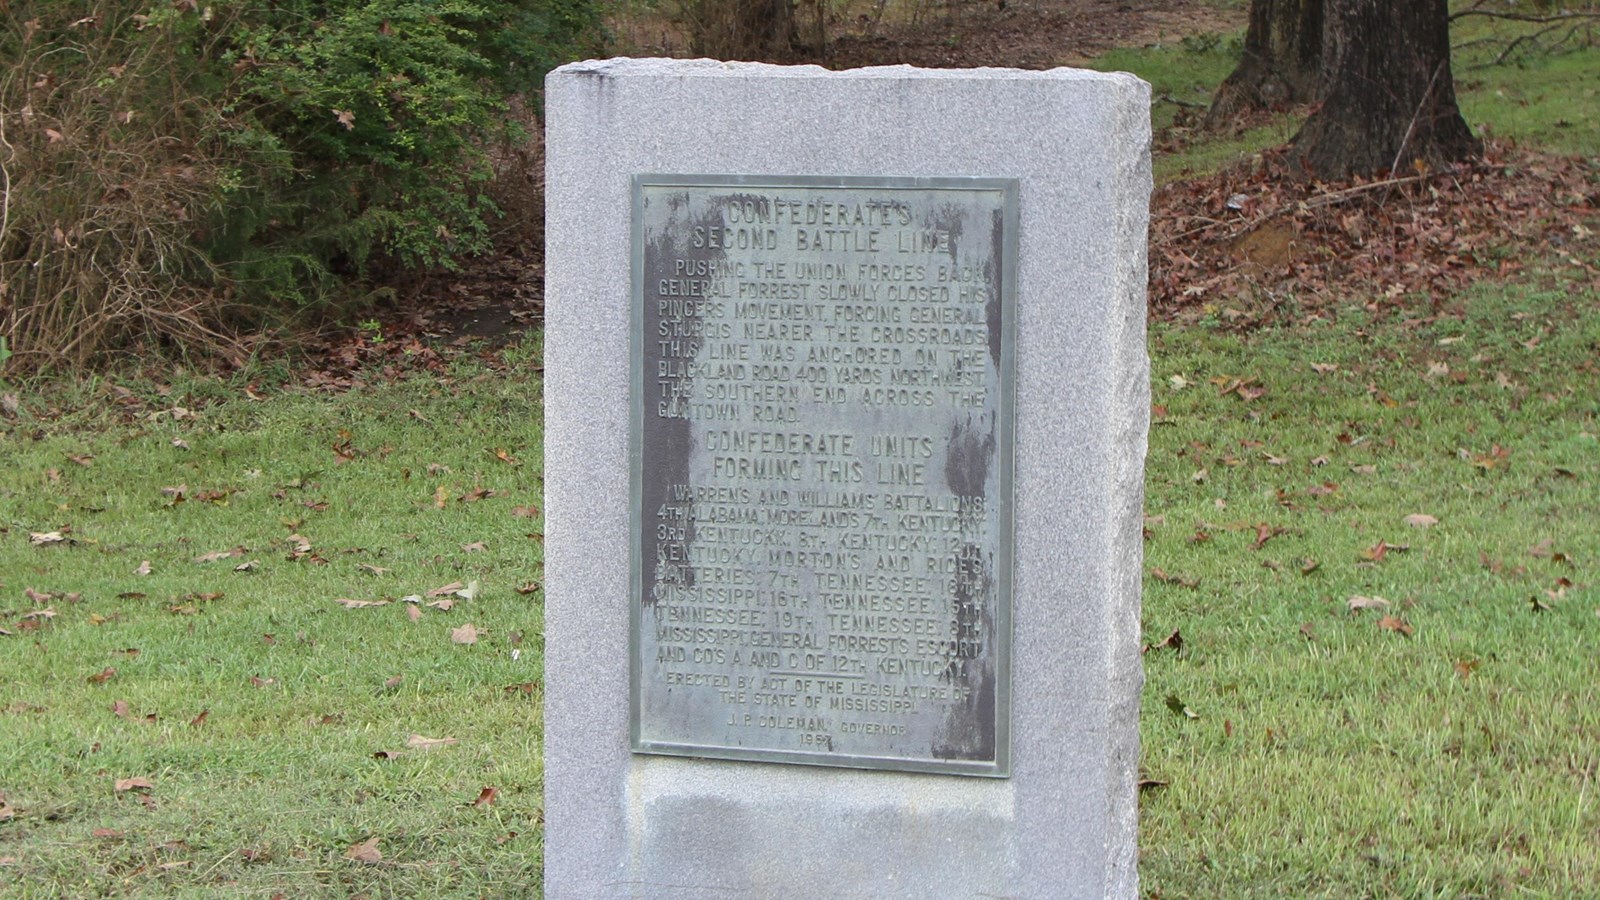 CONFEDERATE'S
SECOND BATTLE LINE
PUSHING THE UNION FORCES BACK
GENERAL FORREST SLOWLY CLOSED HIS
PINCERS MOVEMENT, FORCING GENERAL
STURGIS NEARER THE CROSSROADS.
THIS LINE WAS ANCHORED ON THE
BLACKLAND ROAD 400 YARDS NORTHWEST,
THE SOUTHERN END ACROSS THE
GUNTOWN ROAD.
CONFEDERATE UNITS
FORMING THIS LINE
WARREN'S AND WILLIAMS' BATTALIONS;
4TH ALABAMA; MORELAND'S 7TH KENTUCKY;
3RD KENTUCKY; 8TH KENTUCKY; 12TH
KENTUCKY; MORTON'S AND RICE'S
BATTERIES; 7TH TENNESSEE; 18TH
MISSISSIPPI; 16TH TENNESSEE; 15TH
TENNESSEE; 19TH TENNESSEE; 8TH
MISSISSIPPI; GENERAL FORREST'S ESCORT
AND CO'S A AND C OF 12TH KENTUCKY.
ERECTED BY ACT OF THE LEGISLATURE OF
THE STATE OF MISSISSIPPI,
J. P. COLEMAN, GOVERNOR
1957